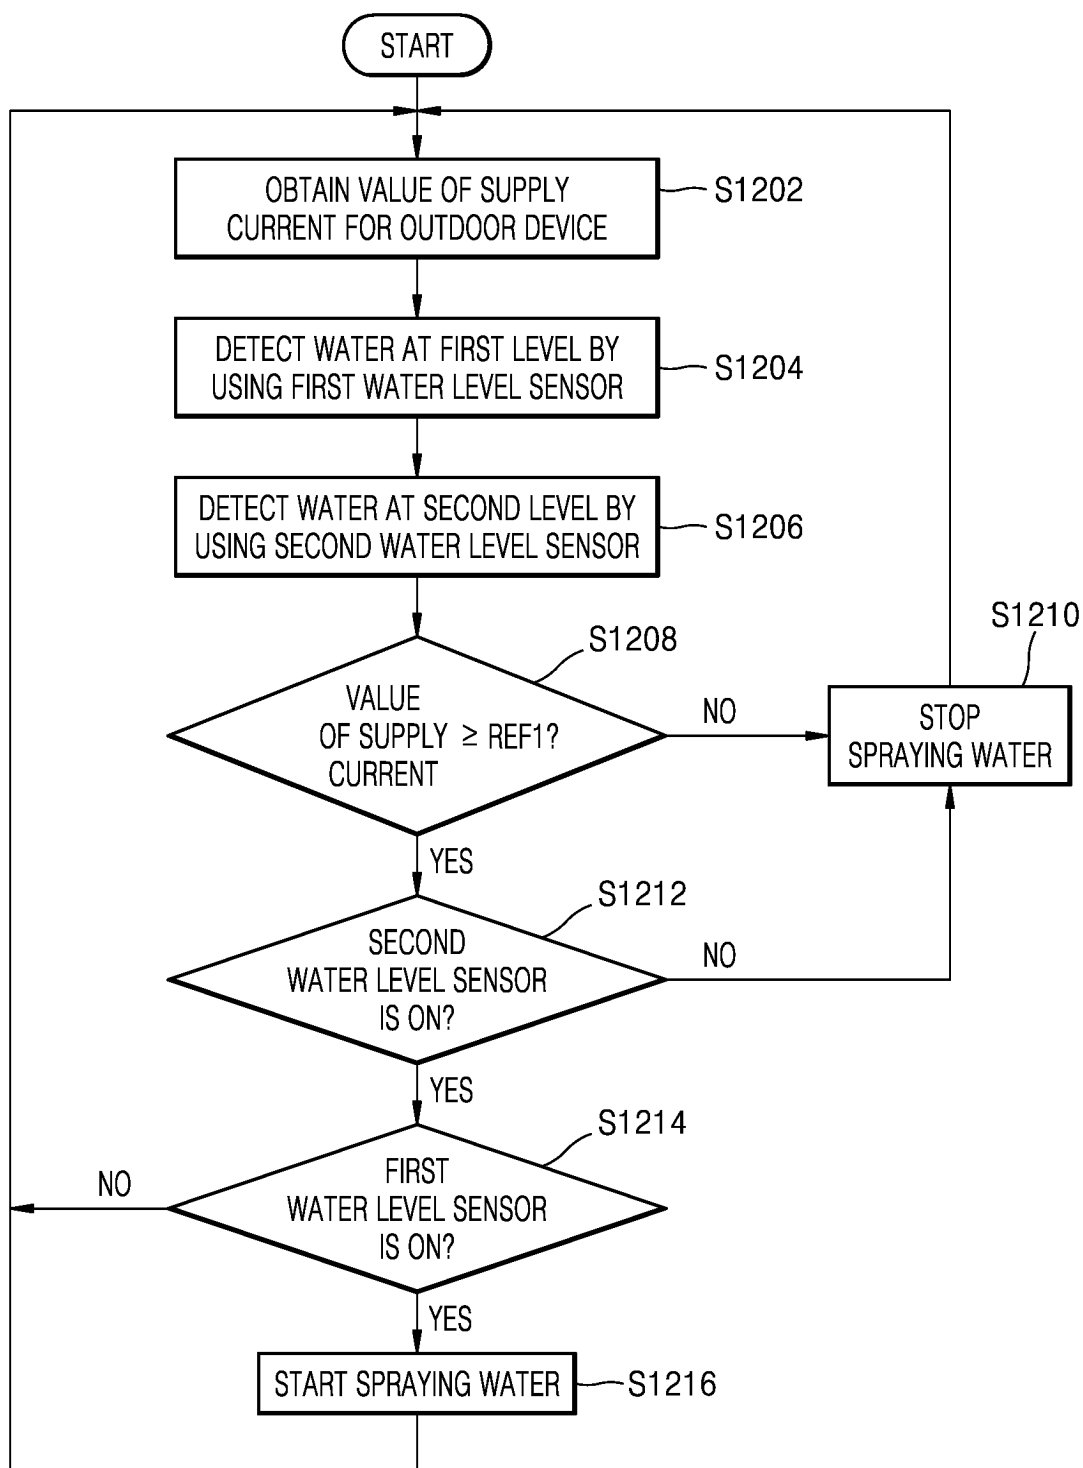 START
OBTAIN VALUE OF SUPPLY
CURRENT FOR OUTDOOR DEVICE
S1202
DETECT WATER AT FIRST LEVEL BY
USING FIRST WATER LEVEL SENSOR
S1204
DETECT WATER AT SECOND LEVEL BY
USING SECOND WATER LEVEL SENSOR
S1206
S1208
VALUE
OF SUPPLY ≥ REF1?
CURRENT
NO
S1210
STOP
SPRAYING WATER
YES
S1212
SECOND
WATER LEVEL SENSOR
IS ON?
NO
YES
S1214
FIRST
WATER LEVEL SENSOR
IS ON?
NO
YES
START SPRAYING WATER
S1216